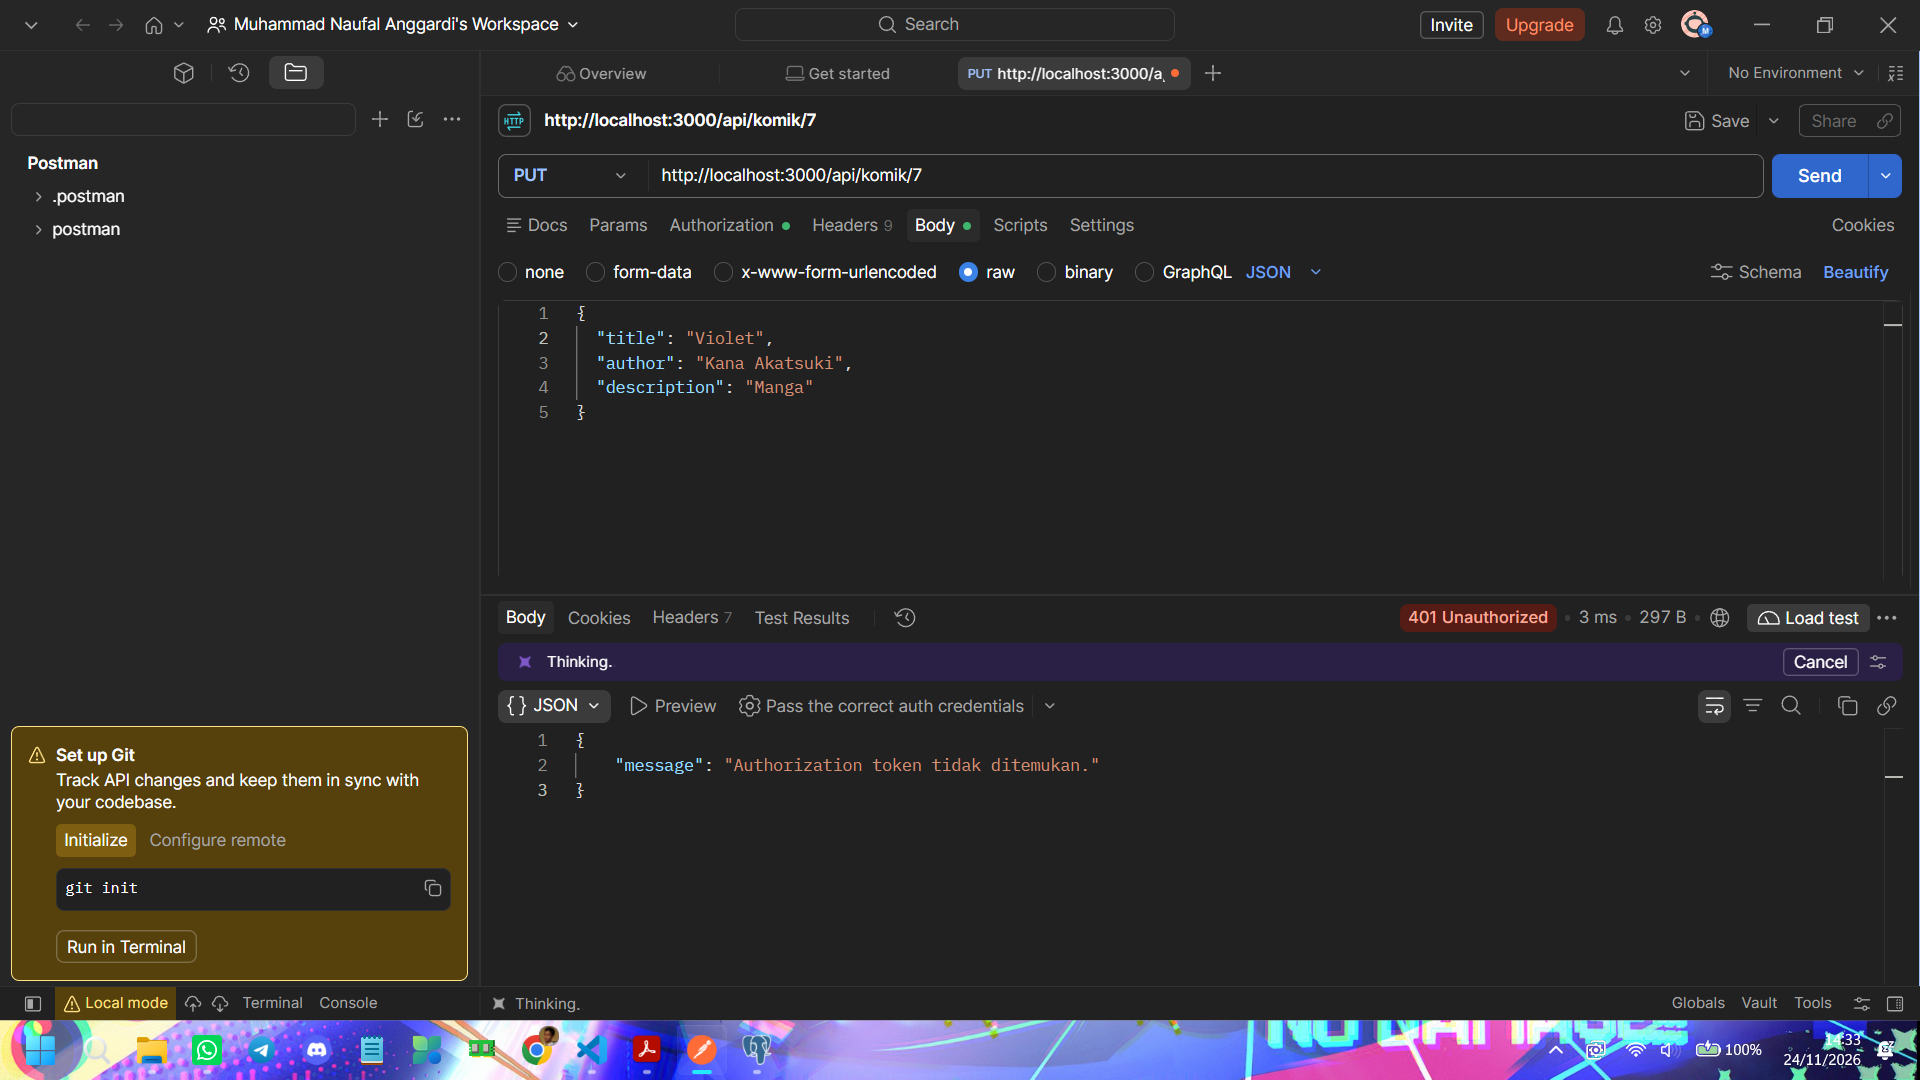 Muhammad Naufal Anggardi's Workspace
Search
Invite
Upgrade
Overview
Get started
PUT http://localhost:3000/a
No Environment
HTTP
http://localhost:3000/api/komik/7
Save
Share
Postman
.postman
postman
PUT
http://localhost:3000/api/komik/7
Send
Docs
Params
Authorization
Headers 9
Body
Scripts
Settings
Cookies
none
form-data
x-www-form-urlencoded
raw
binary
GraphQL
JSON
Schema
Beautify
1 {
2 "title": "Violet",
3 "author": "Kana Akatsuki",
4 "description": "Manga"
5 }
Body
Cookies
Headers 7
Test Results
401 Unauthorized
3 ms
297 B
Load test
Thinking.
Cancel
{} JSON
Preview
Pass the correct auth credentials
1 {
2 "message": "Authorization token tidak ditemukan."
3 }
Set up Git
Track API changes and keep them in sync with
your codebase.
Initialize
Configure remote
git init
Run in Terminal
Local mode
Terminal
Console
Thinking.
Globals
Vault
Tools
100%
14:33
24/11/2026